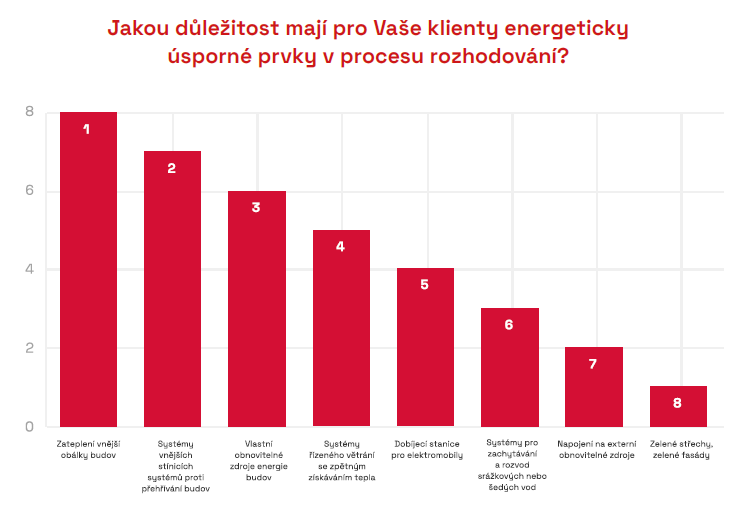 Jakou důležitost mají pro Vaše klienty energeticky
úsporné prvky v procesu rozhodování?
8
6
4
2
0
1
2
3
4
5
6
7
8
Zateplení vnější
obálky budov
Systémy
vnějších
stínicích
systémů proti
přehřívání budov
Vlastní
obnovitelné
zdroje energie
budov
Systémy
řízeného větrání
se zpětným
získáváním tepla
Dobíjecí stanice
pro elektromobily
Systémy pro
zachytávání
a rozvod
srážkových nebo
šedých vod
Napojení na externí
obnovitelné zdroje
Zelené střechy,
zelené fasády